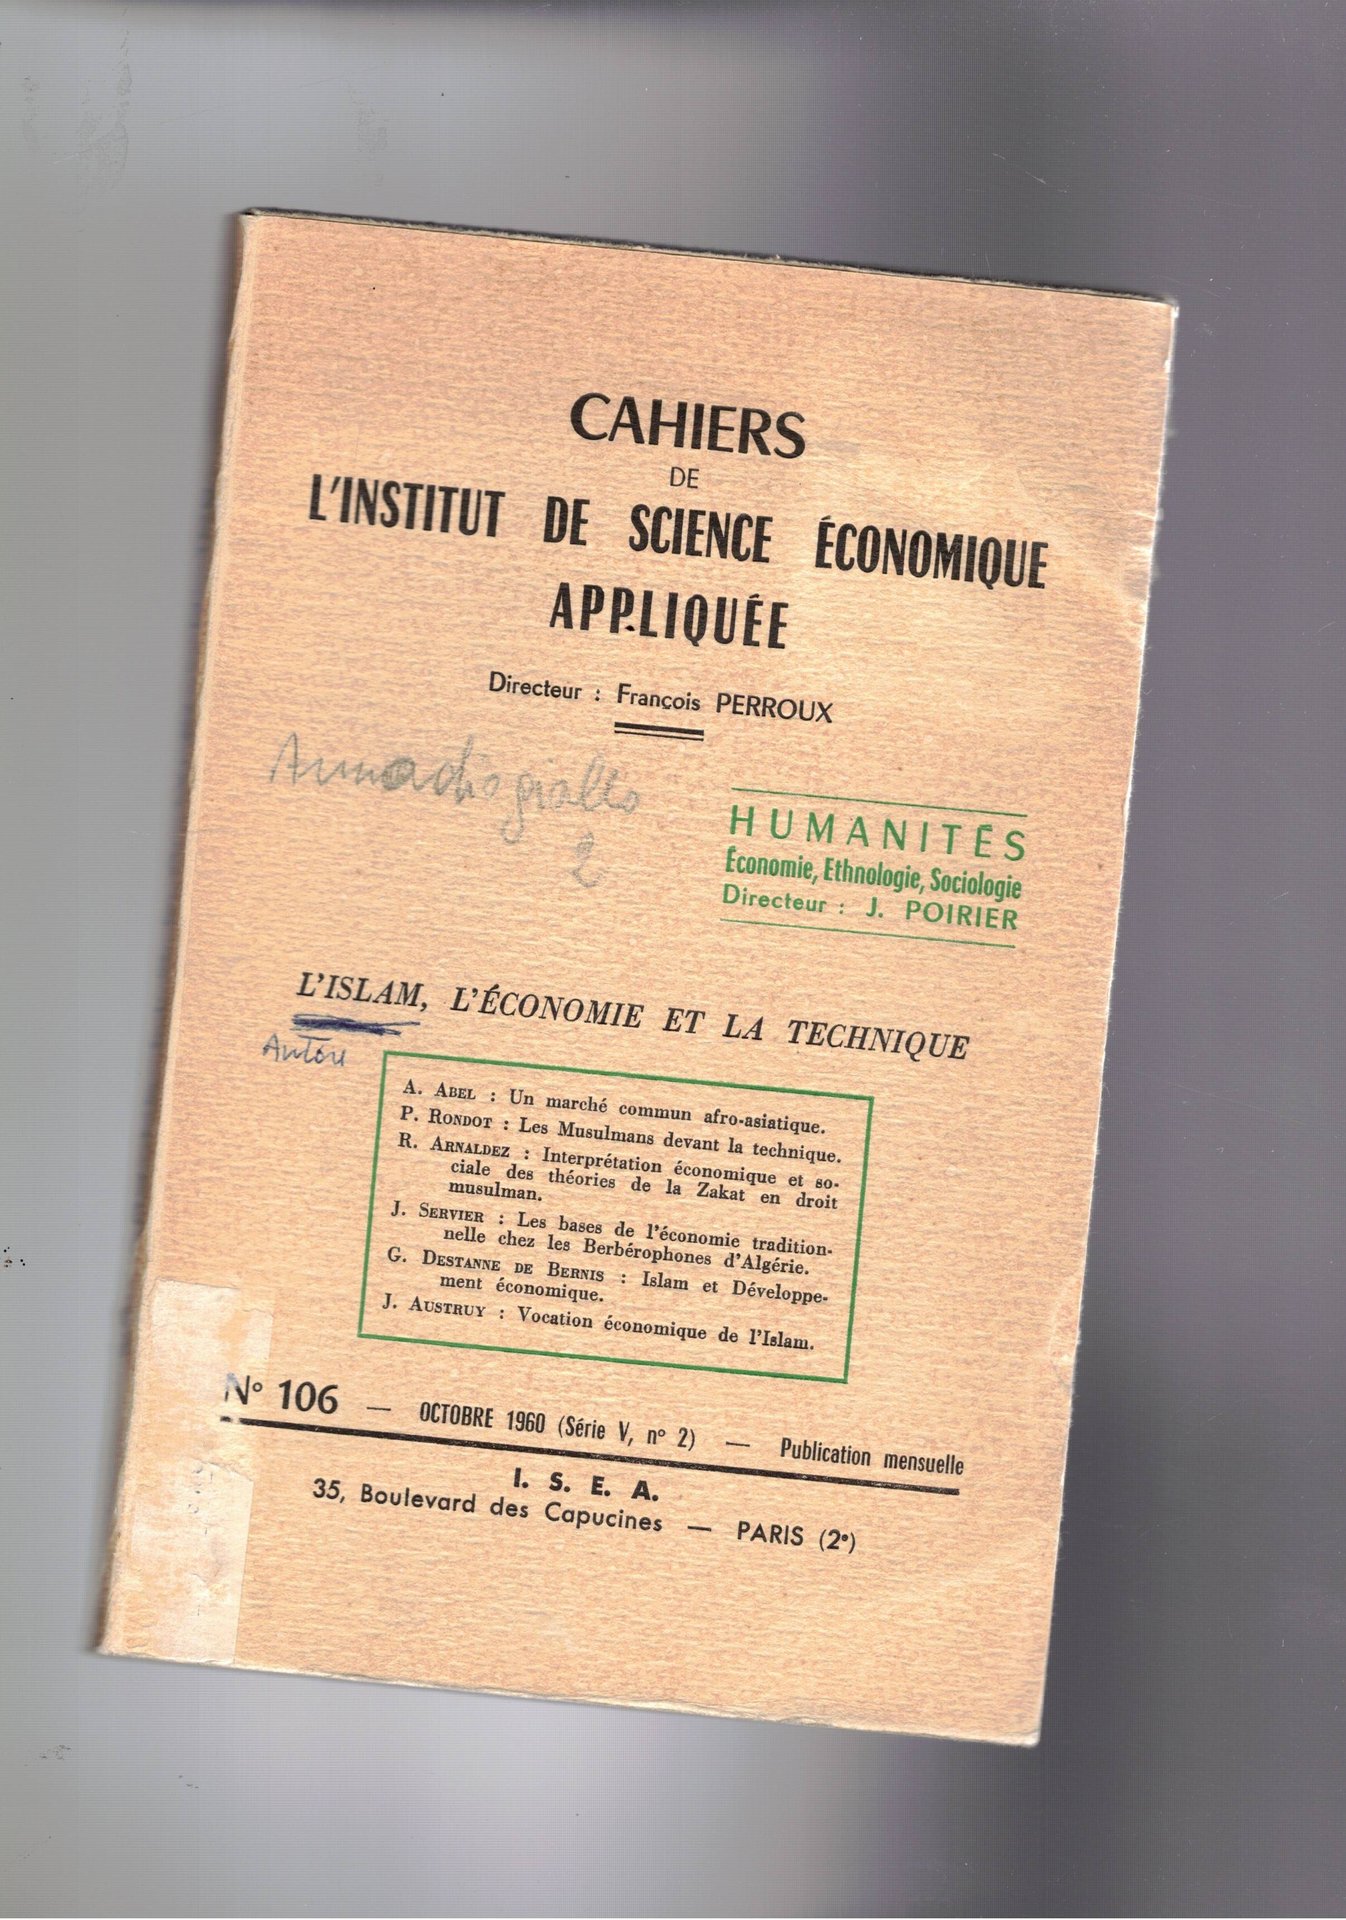 CAHIERS
DE
L'INSTITUT DE SCIENCE ÉCONOMIQUE
APPLIQUÉE
Directeur : François PERROUX
Armadio giallo
2
HUMANITÉS
Économie, Ethnologie, Sociologie
Directeur : J. POIRIER
L'ISLAM, L'ÉCONOMIE ET LA TECHNIQUE
A. ABEL : Un marché commun afro-asiatique.
P. RONDOT : Les Musulmans devant la technique.
R. ARNALDEZ : Interprétation économique et so-
ciale des théories de la Zakat en droit
musulman.
J. SERVIER : Les bases de l'économie tradition-
nelle chez les Berbérophones d'Algérie.
G. DESTANNE DE BERNIS : Islam et Développe-
ment économique.
J. AUSTRUY : Vocation économique de l'Islam.
N° 106 — OCTOBRE 1960 (Série V, n° 2) — Publication mensuelle
I. S. E. A.
35, Boulevard des Capucines — PARIS (2e)